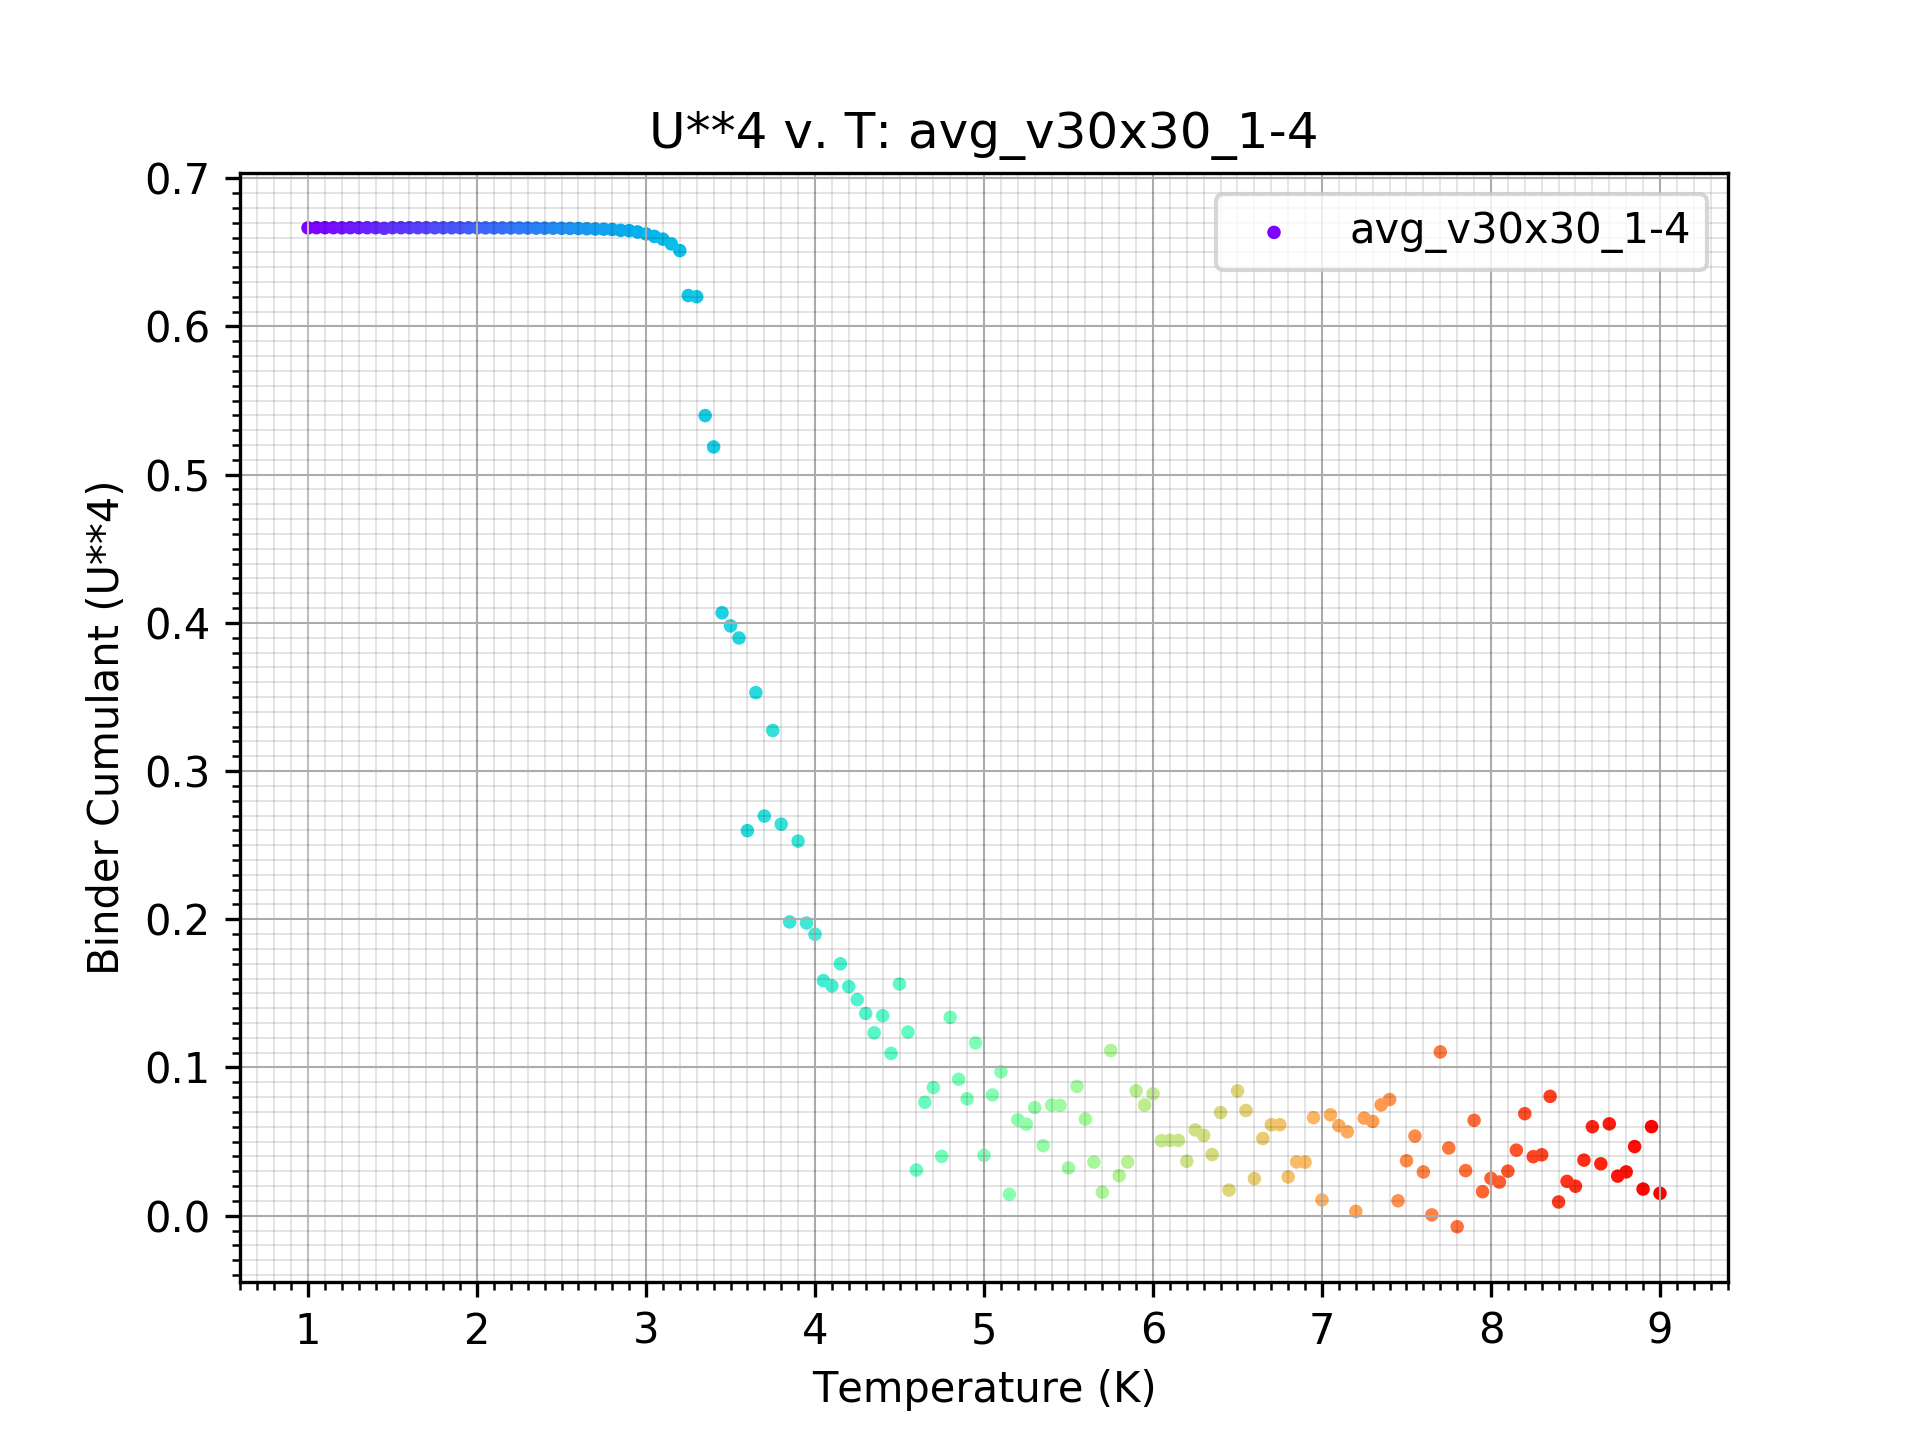 U**4 v. T: avg_v30x30_1-4
avg_v30x30_1-4
Binder Cumulant (U**4)
0.7
0.6
0.5
0.4
0.3
0.2
0.1
0.0
1 2 3 4 5 6 7 8 9
Temperature (K)